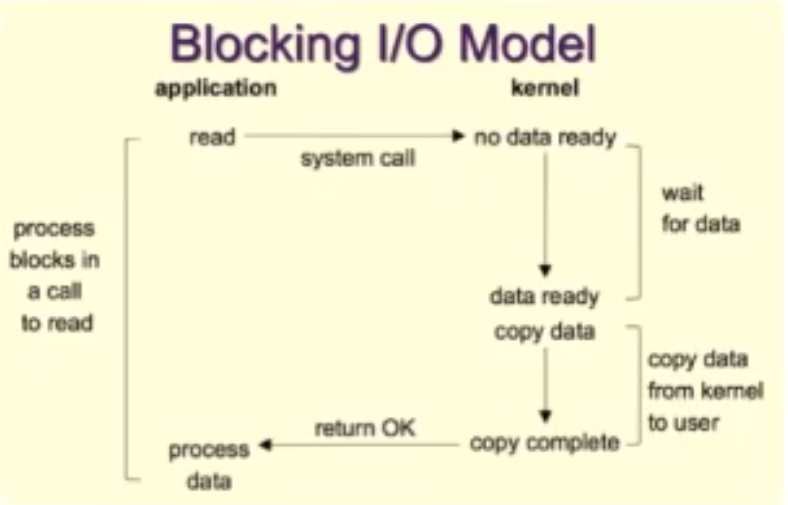 Blocking I/O Model
application
kernel
read
system call
no data ready
wait
for data
process
blocks in
a call
to read
data ready
copy data
copy data
from kernel
to user
return OK
copy complete
process
data